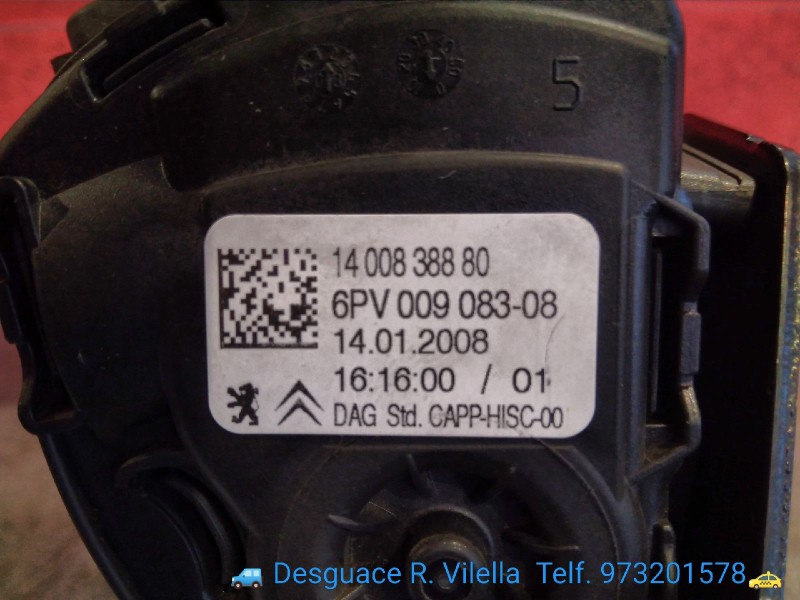 5
14 008 388 80
6PV 009 083-08
14.01.2008
16:16:00 / 01
DAG Std. CAPP-HISC-00
Desguace R. Vilella Telf. 973201578